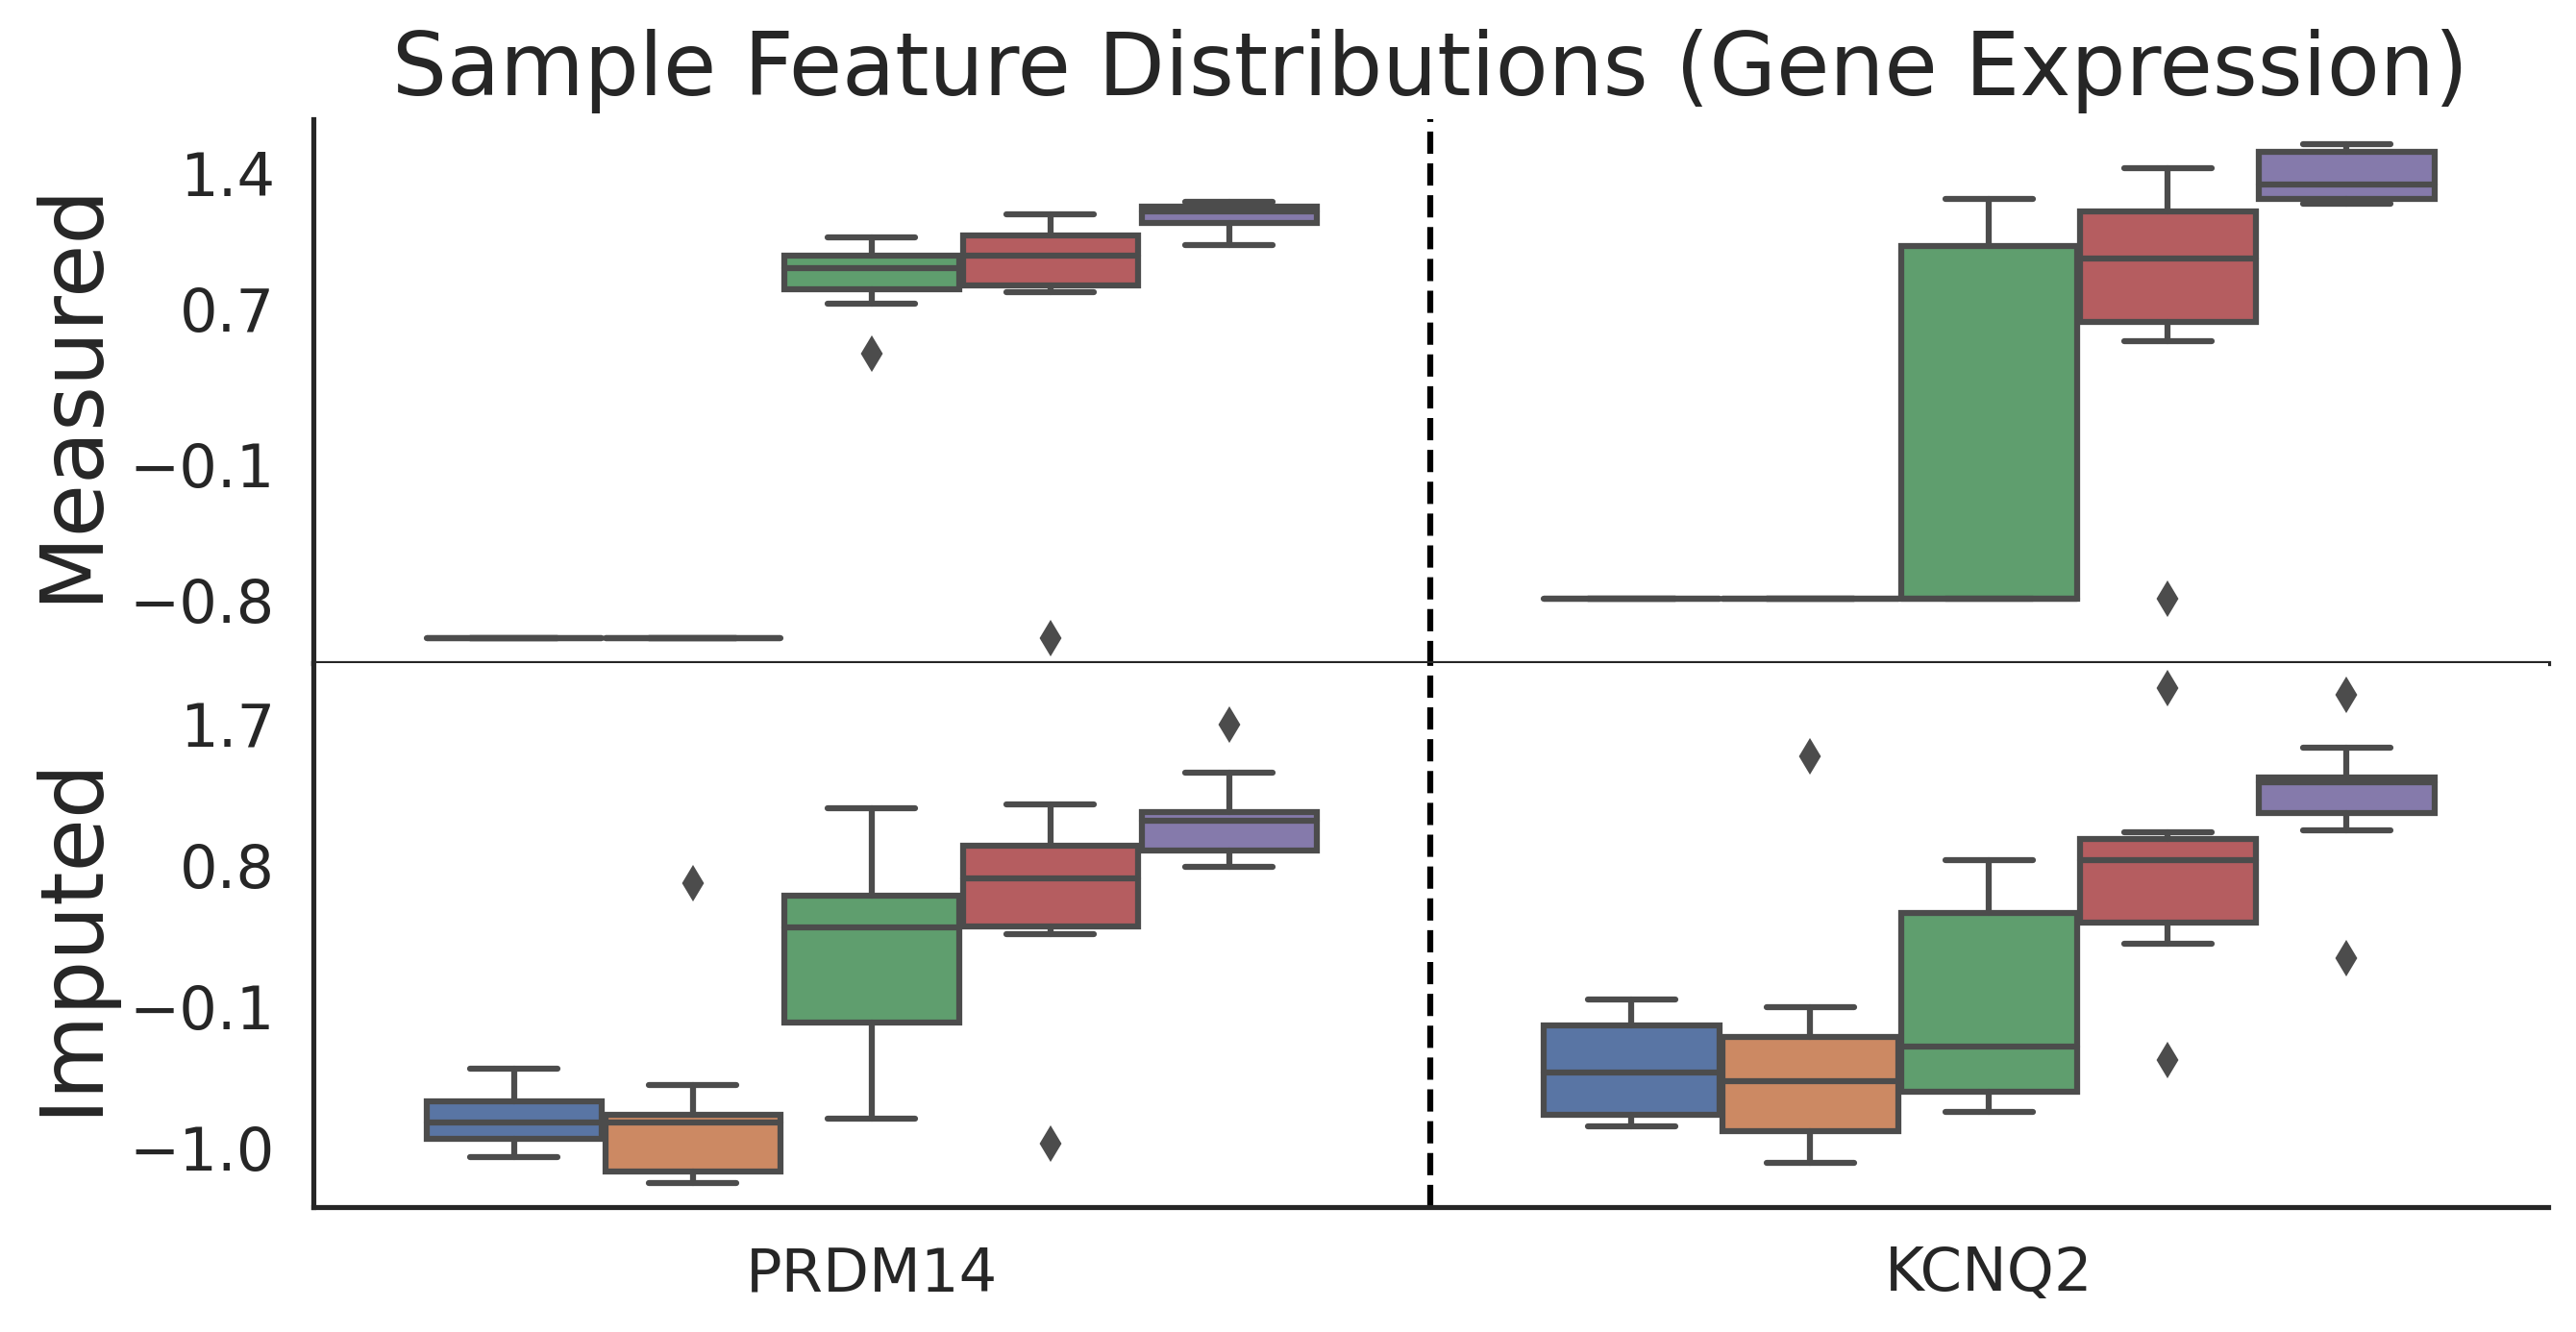 Sample Feature Distributions (Gene Expression)
Measured
1.4
0.7
−0.1
−0.8
Imputed
1.7
0.8
−0.1
−1.0
PRDM14
KCNQ2